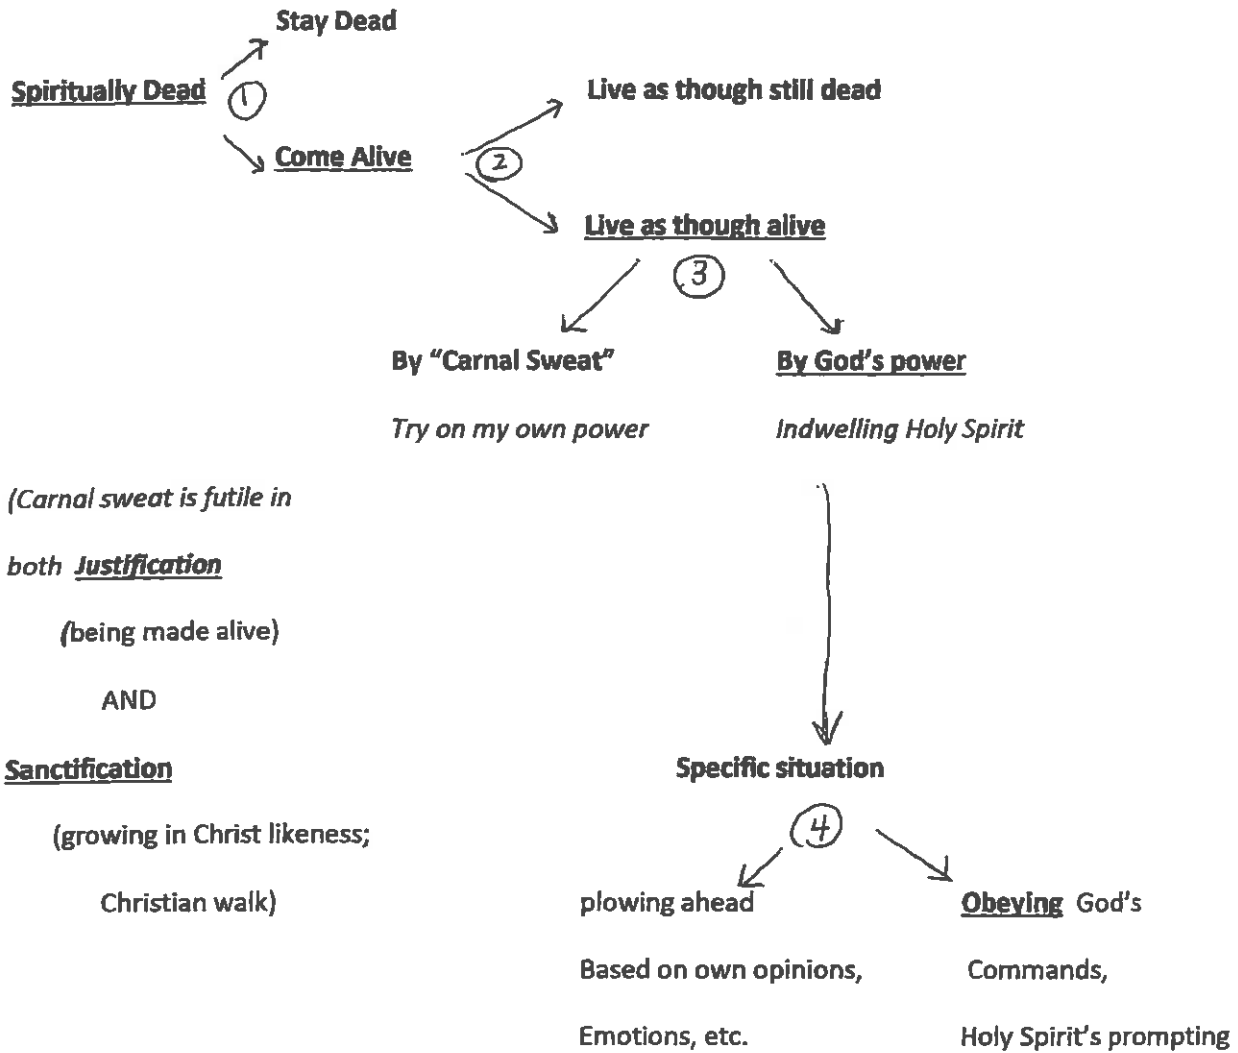 Stay Dead
Spiritually Dead
1
Live as though still dead
Come Alive
2
Live as though alive
3
By “Carnal Sweat”
By God’s power
Try on my own power
Indwelling Holy Spirit
(Carnal sweat is futile in
both Justification
(being made alive)
AND
Sanctification
(growing in Christ likeness;
Christian walk)
Specific situation
4
plowing ahead
Based on own opinions,
Emotions, etc.
Obeying God’s
Commands,
Holy Spirit’s prompting